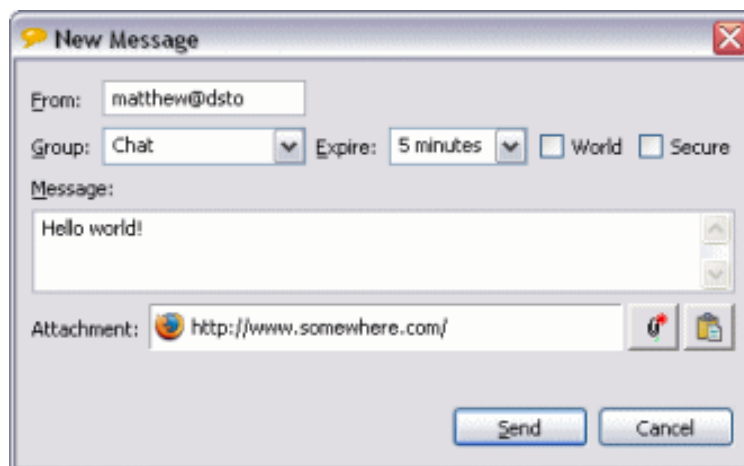 New Message
From: matthew@dsto
Group: Chat Expire: 5 minutes World Secure
Message:
Hello world!
Attachment: http://www.somewhere.com/
Send Cancel